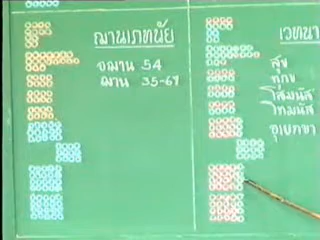 ฌานเภทนัย
อฌาน 54
ฌาน 35-67
เวทนา
สุข
ทุกข
โสมนัส
โทมนัส
อุเบกขา